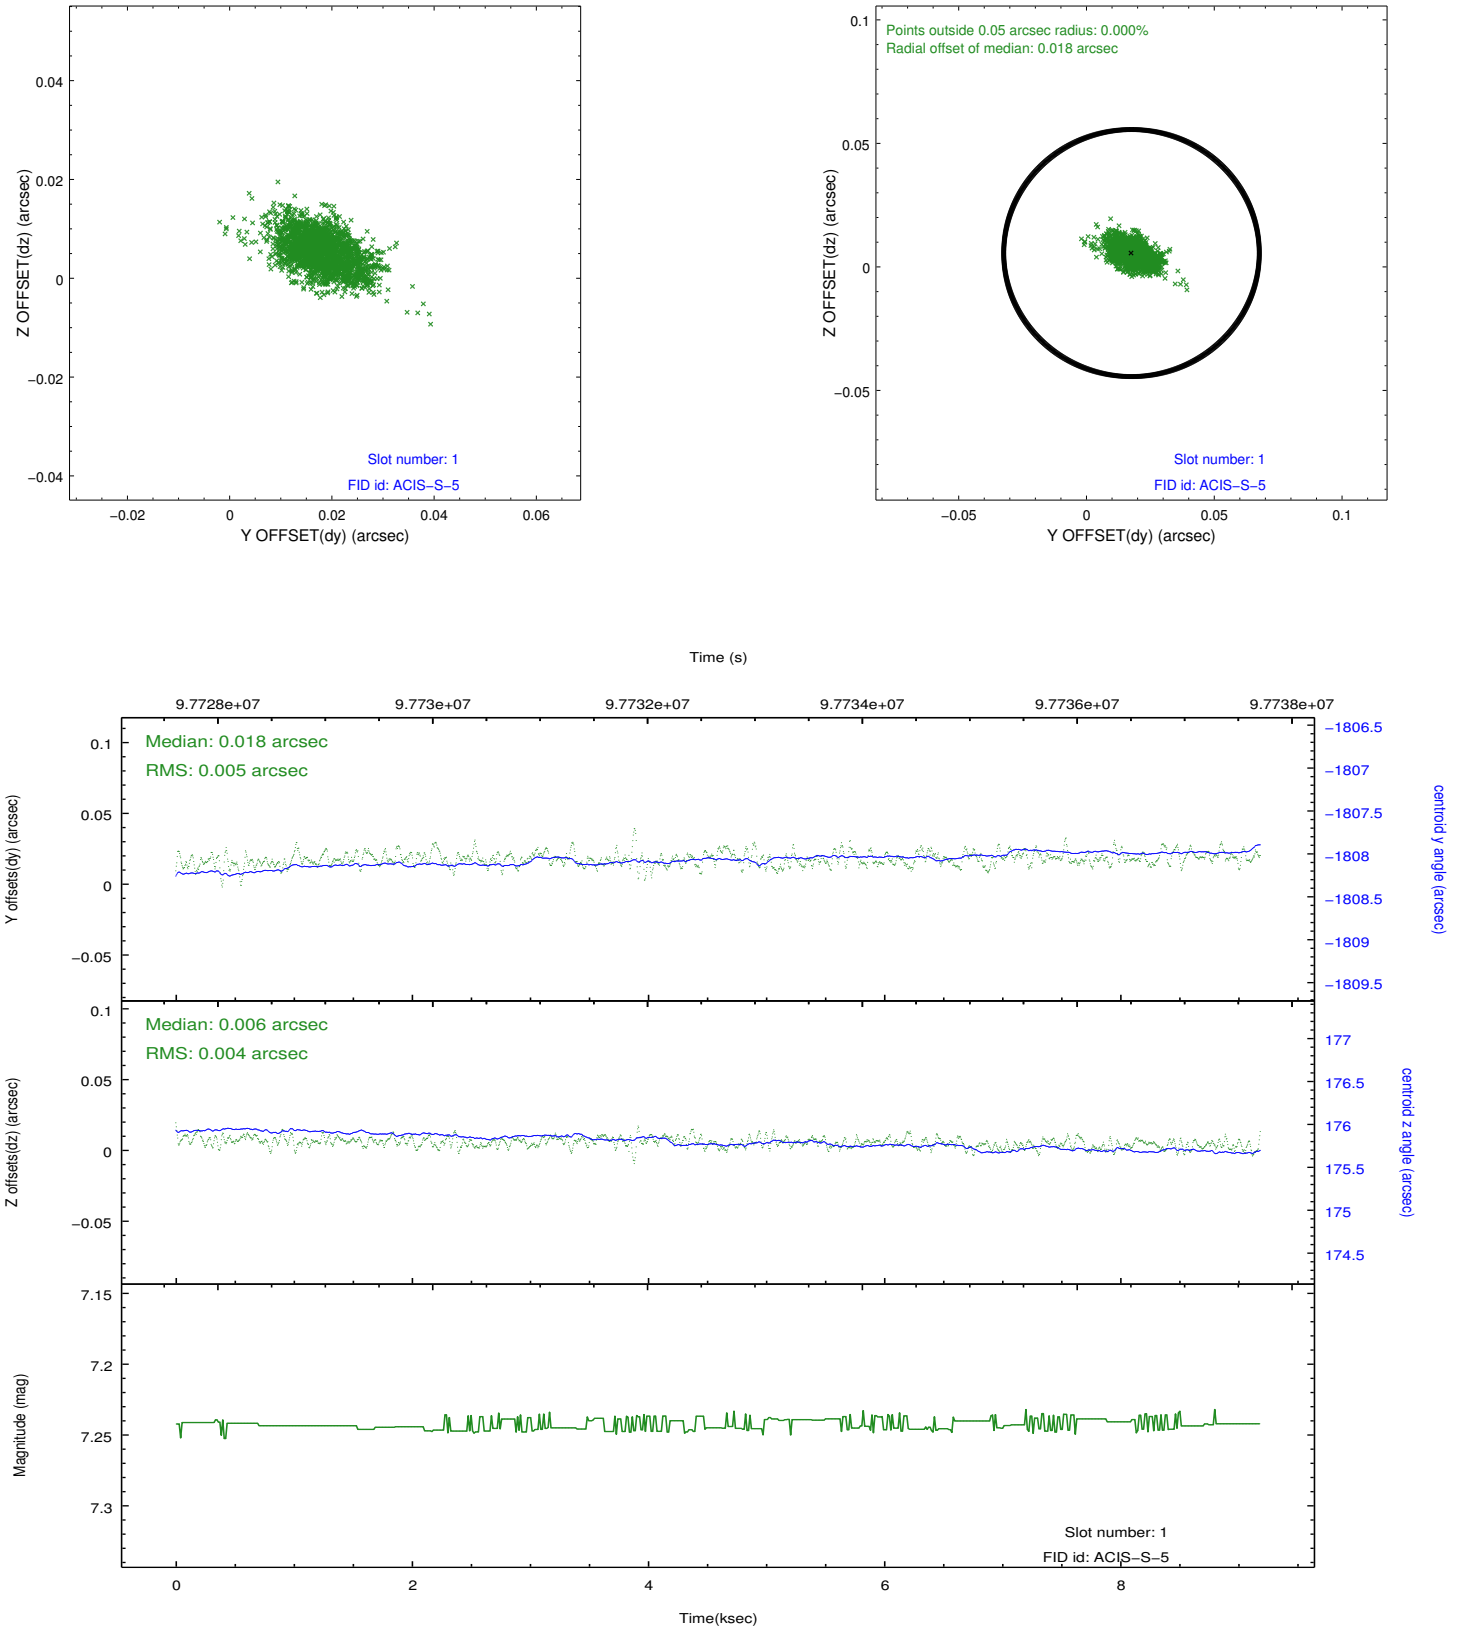 0.04
0.02
0
−0.02
−0.04
Z OFFSET(dz) (arcsec)
Slot number: 1
FID id: ACIS−S−5
−0.02
0
0.02
0.04
0.06
Y OFFSET(dy) (arcsec)
Points outside 0.05 arcsec radius: 0.000%
Radial offset of median: 0.018 arcsec
0.1
0.05
0
−0.05
Z OFFSET(dz) (arcsec)
Slot number: 1
FID id: ACIS−S−5
−0.05
0
0.05
0.1
Y OFFSET(dy) (arcsec)
Time (s)
9.7728e+07
9.773e+07
9.7732e+07
9.7734e+07
9.7736e+07
9.7738e+07
Median: 0.018 arcsec
RMS: 0.005 arcsec
0.1
0.05
0
−0.05
Y offsets(dy) (arcsec)
−1806.5
−1807
−1807.5
−1808
−1808.5
−1809
−1809.5
centroid y angle (arcsec)
Median: 0.006 arcsec
RMS: 0.004 arcsec
0.1
0.05
0
−0.05
Z offsets(dz) (arcsec)
177
176.5
176
175.5
175
174.5
centroid z angle (arcsec)
7.15
7.2
7.25
7.3
Magnitude (mag)
Slot number: 1
FID id: ACIS−S−5
0
2
4
6
8
Time(ksec)